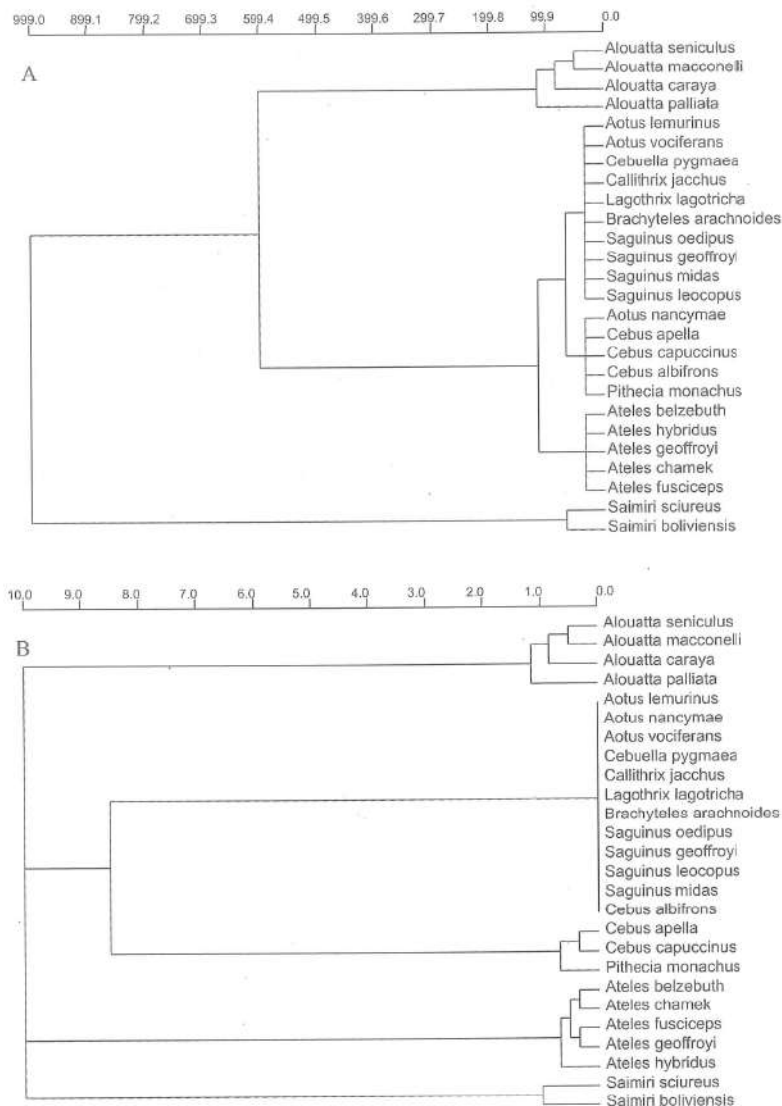 999.0 899.1 799.2 699.3 599.4 499.5 399.6 299.7 199.8 99.9 0.0
A
Alouatta seniculus
Alouatta macconelli
Alouatta caraya
Alouatta palliata
Aotus lemurinus
Aotus vociferans
Cebuella pygmaea
Callithrix jacchus
Lagothrix lagotricha
Brachyteles arachnoides
Saguinus oedipus
Saguinus geoffroyi
Saguinus midas
Saguinus leocopus
Aotus nancymae
Cebus apella
Cebus capuccinus
Cebus albifrons
Pithecia monachus
Ateles belzebuth
Ateles hybridus
Ateles geoffroyi
Ateles chamek
Ateles fusciceps
Saimiri sciureus
Saimiri boliviensis
10.0 9.0 8.0 7.0 6.0 5.0 4.0 3.0 2.0 1.0 0.0
B
Alouatta seniculus
Alouatta macconelli
Alouatta caraya
Alouatta palliata
Aotus lemurinus
Aotus nancymae
Aotus vociferans
Cebuella pygmaea
Callithrix jacchus
Lagothrix lagotricha
Brachyteles arachnoides
Saguinus oedipus
Saguinus geoffroyi
Saguinus leocopus
Saguinus midas
Cebus albifrons
Cebus apella
Cebus capuccinus
Pithecia monachus
Ateles belzebuth
Ateles chamek
Ateles fusciceps
Ateles geoffroyi
Ateles hybridus
Saimiri sciureus
Saimiri boliviensis